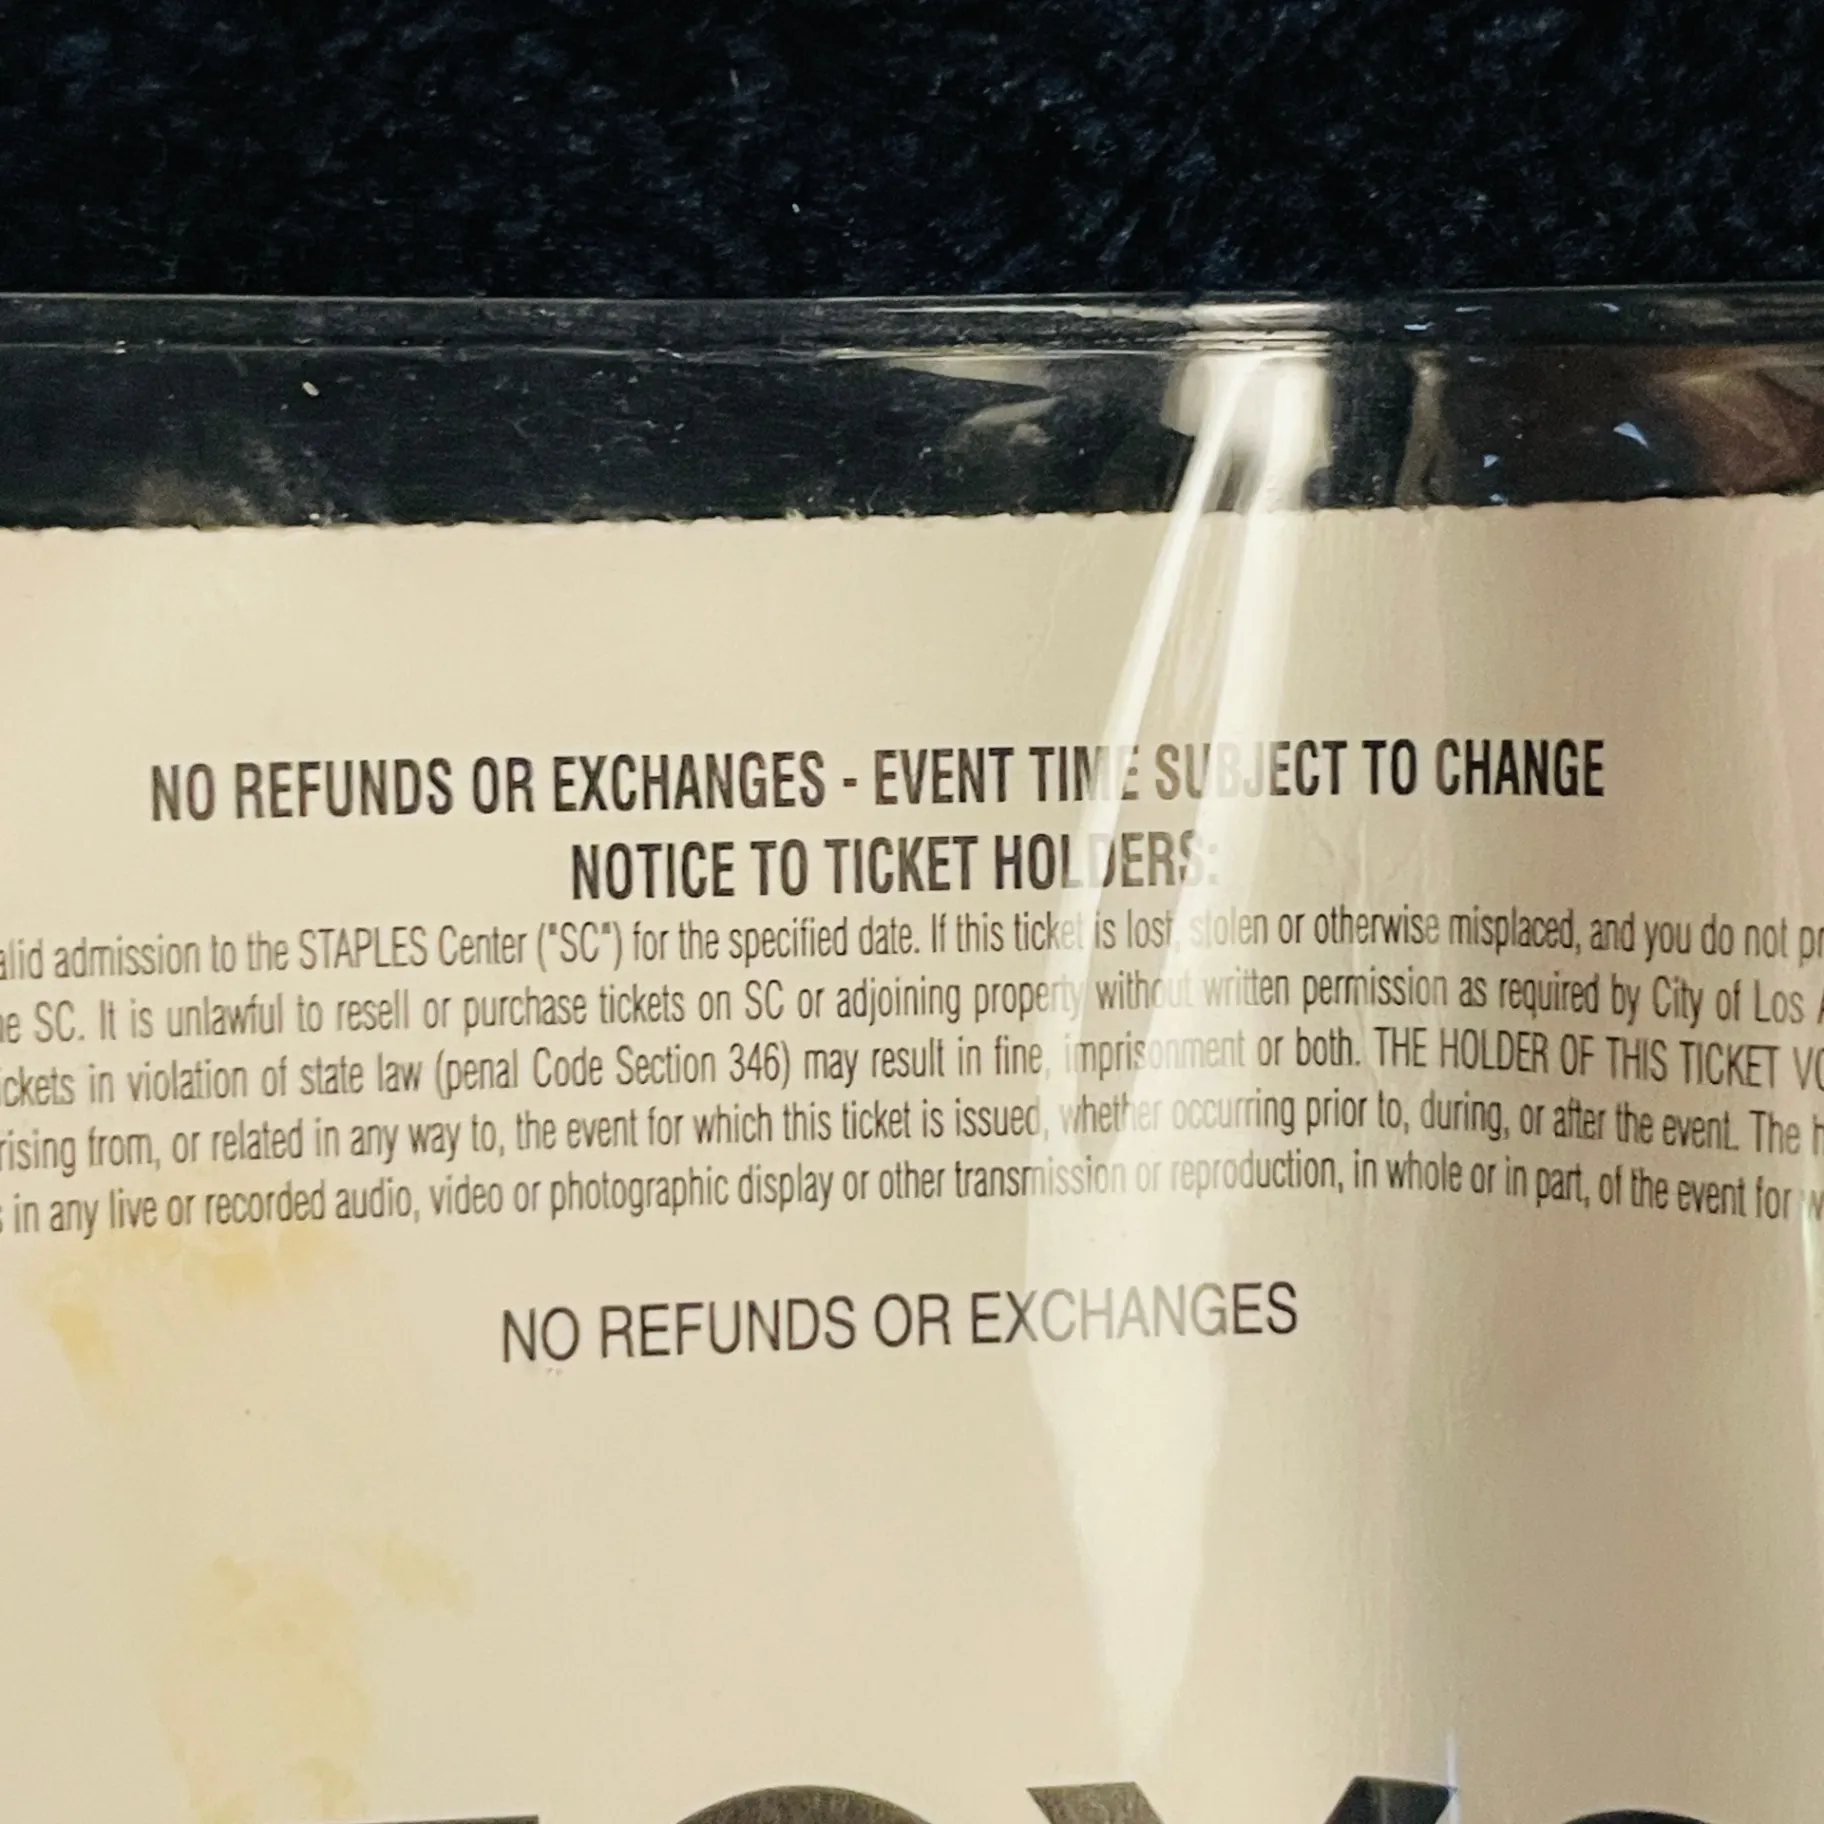 NO REFUNDS OR EXCHANGES - EVENT TIME SUBJECT TO CHANGE
NOTICE TO TICKET HOLDERS:
alid admission to the STAPLES Center ("SC") for the specified date. If this ticket is lost, stolen or otherwise misplaced, and you do not pr
he SC. It is unlawful to resell or purchase tickets on SC or adjoining property without written permission as required by City of Los A
ickets in violation of state law (penal Code Section 346) may result in fine, imprisonment or both. THE HOLDER OF THIS TICKET VO
rising from, or related in any way to, the event for which this ticket is issued, whether occurring prior to, during, or after the event. The h
s in any live or recorded audio, video or photographic display or other transmission or reproduction, in whole or in part, of the event for w
NO REFUNDS OR EXCHANGES